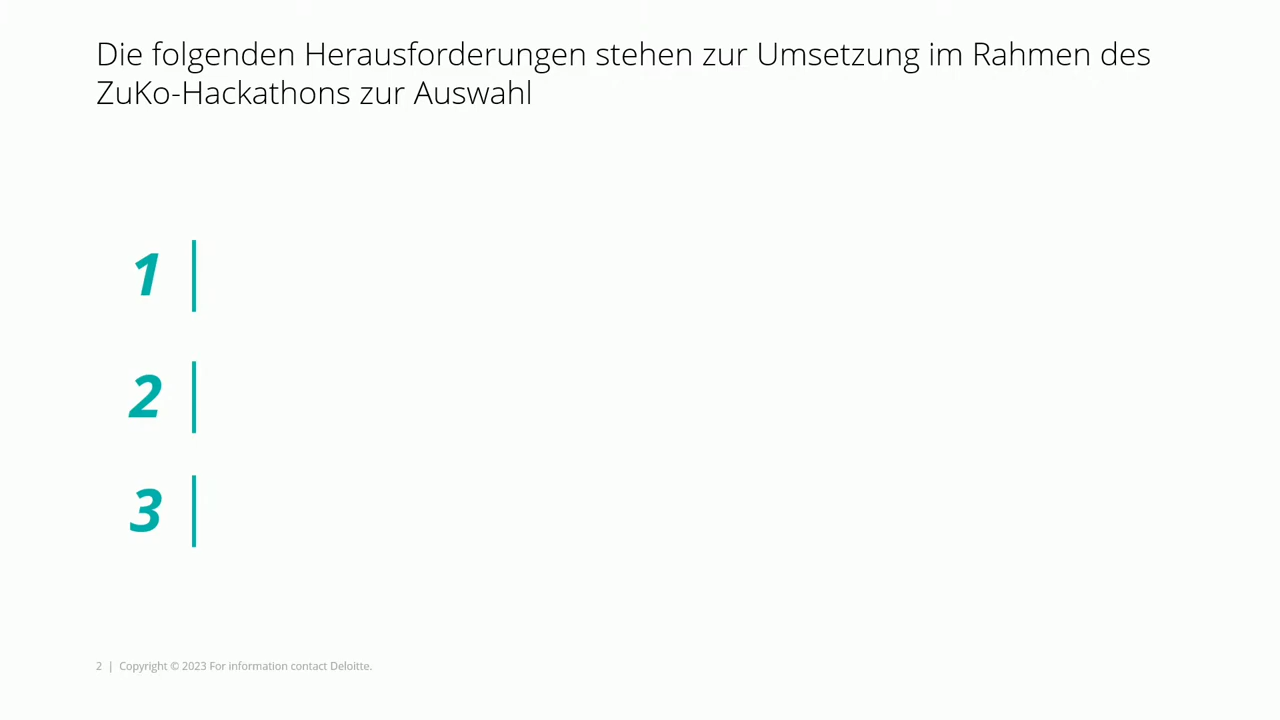 Die folgenden Herausforderungen stehen zur Umsetzung im Rahmen des
ZuKo-Hackathons zur Auswahl
1
2
3
2 | Copyright © 2023 For information contact Deloitte.